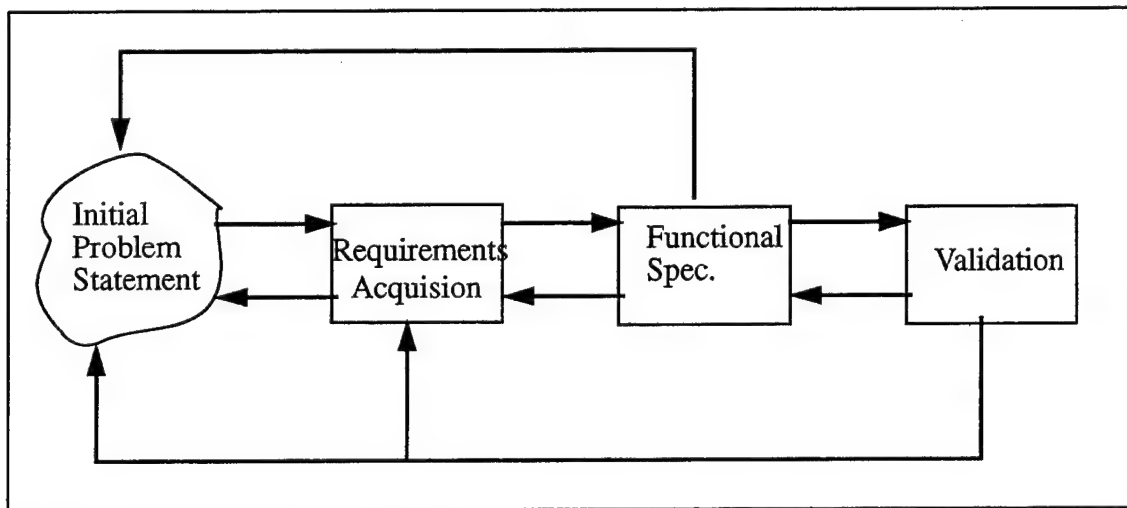 Initial
Problem
Statement
Requirements
Acquision
Functional
Spec.
Validation